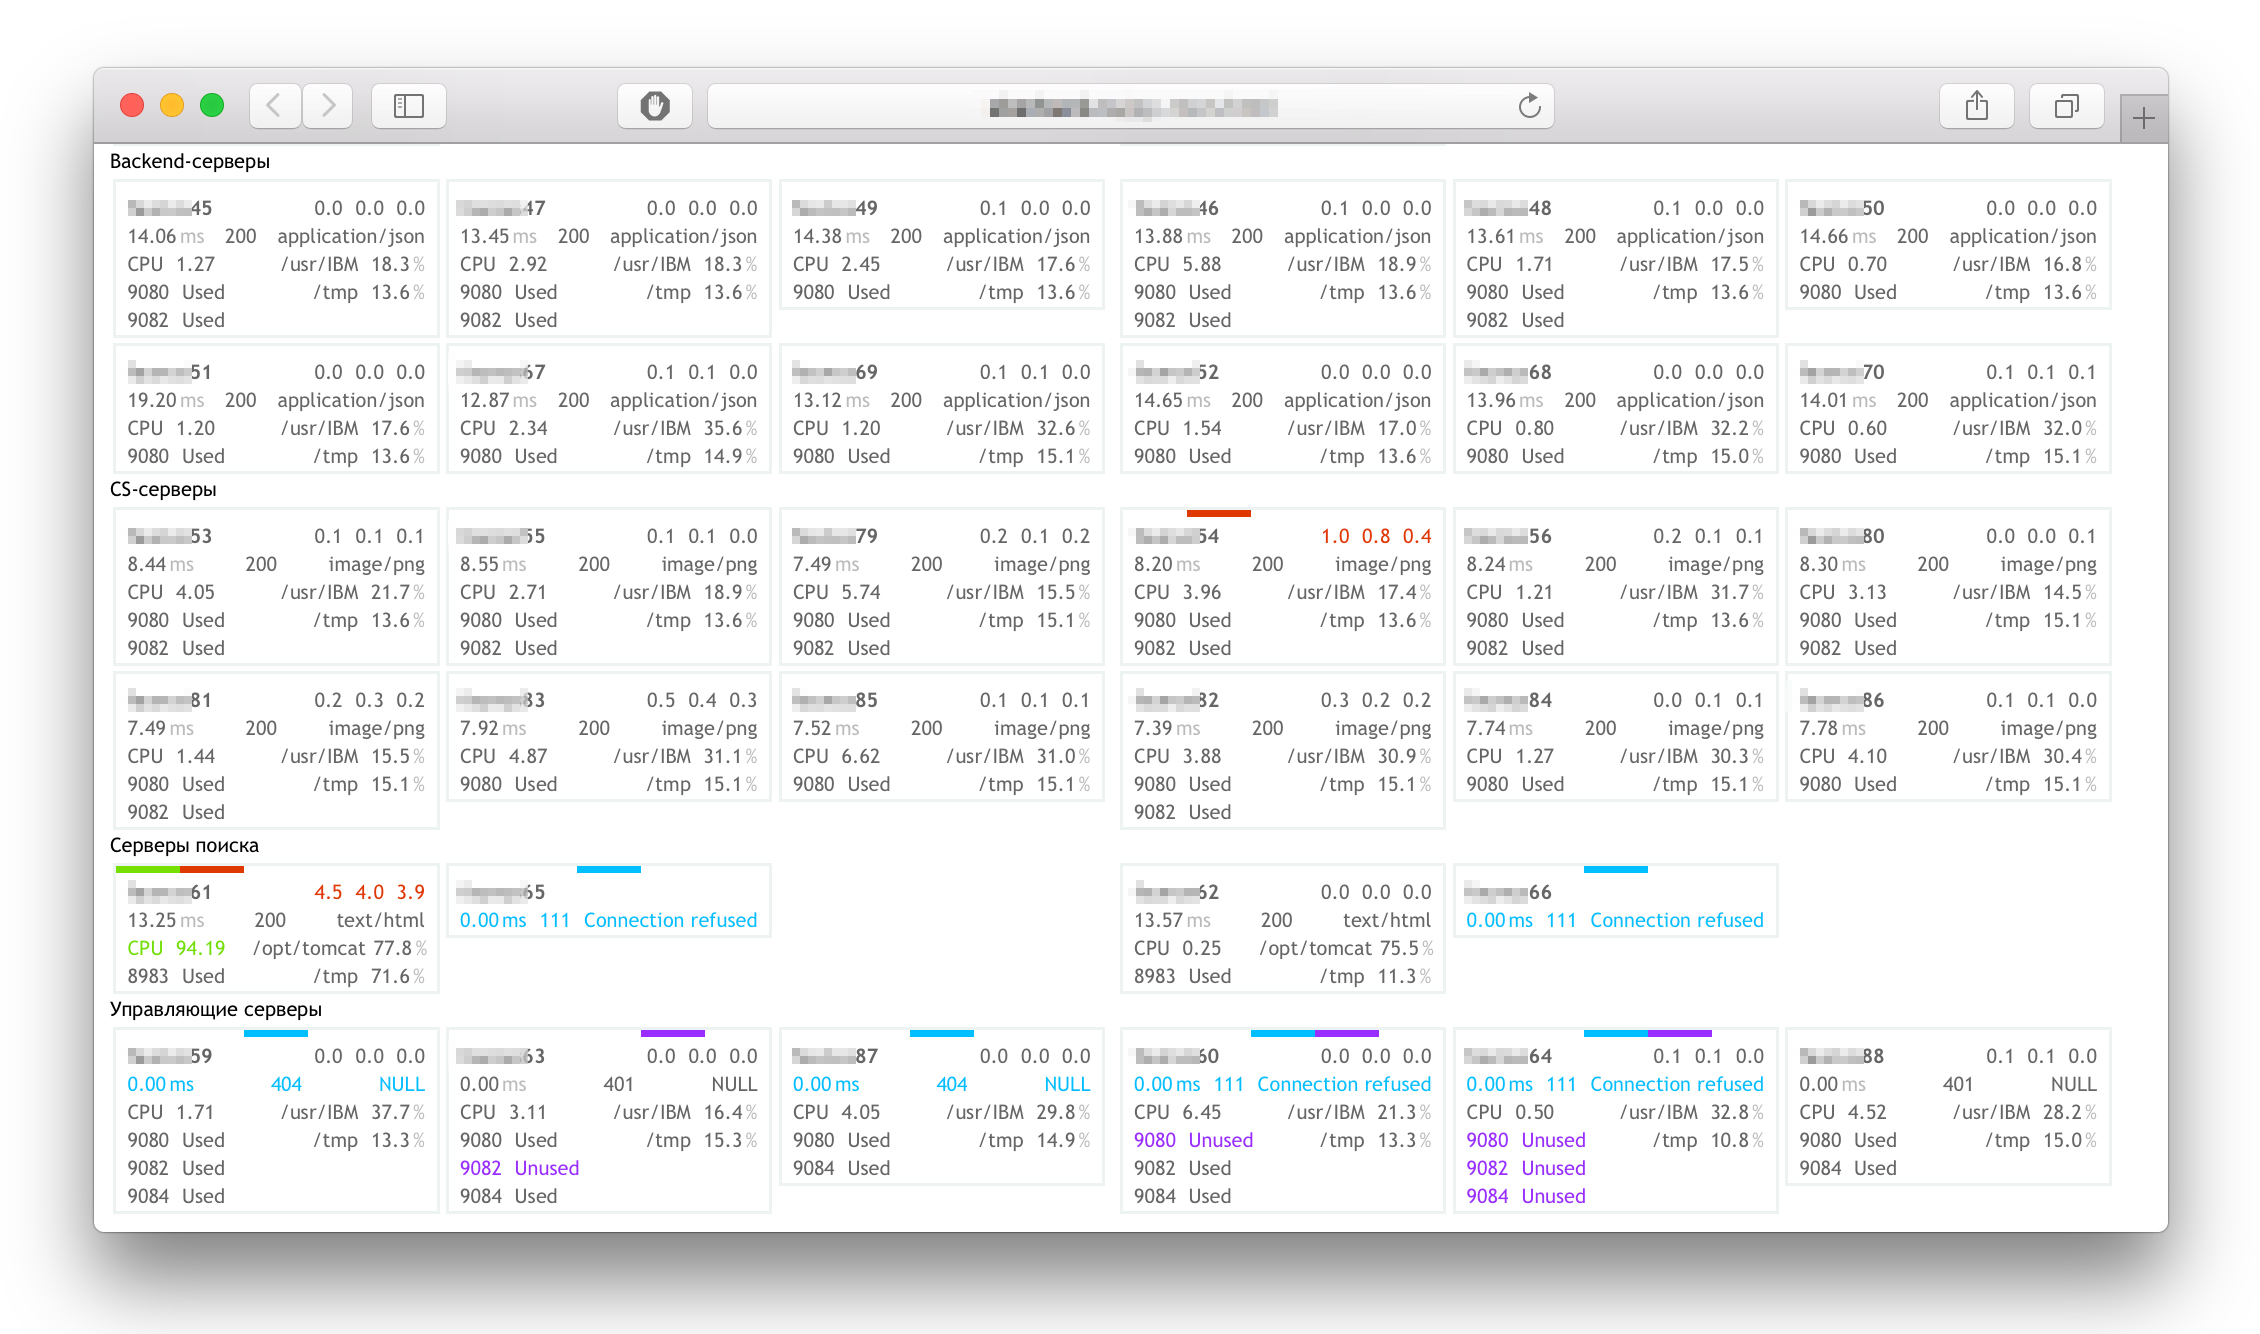 Backend-серверы
45 0.0 0.0 0.0
14.06 ms 200 application/json
CPU 1.27 /usr/IBM 18.3%
9080 Used /tmp 13.6%
9082 Used
47 0.0 0.0 0.0
13.45 ms 200 application/json
CPU 2.92 /usr/IBM 18.3%
9080 Used /tmp 13.6%
9082 Used
49 0.1 0.0 0.0
14.38 ms 200 application/json
CPU 2.45 /usr/IBM 17.6%
9080 Used /tmp 13.6%
46 0.1 0.0 0.0
13.88 ms 200 application/json
CPU 5.88 /usr/IBM 18.9%
9080 Used /tmp 13.6%
9082 Used
48 0.1 0.0 0.0
13.61 ms 200 application/json
CPU 1.71 /usr/IBM 17.5%
9080 Used /tmp 13.6%
9082 Used
50 0.0 0.0 0.0
14.66 ms 200 application/json
CPU 0.70 /usr/IBM 16.8%
9080 Used /tmp 13.6%
51 0.0 0.0 0.0
19.20 ms 200 application/json
CPU 1.20 /usr/IBM 17.6%
9080 Used /tmp 13.6%
67 0.1 0.1 0.0
12.87 ms 200 application/json
CPU 2.34 /usr/IBM 35.6%
9080 Used /tmp 14.9%
69 0.1 0.1 0.0
13.12 ms 200 application/json
CPU 1.20 /usr/IBM 32.6%
9080 Used /tmp 15.1%
52 0.0 0.0 0.0
14.65 ms 200 application/json
CPU 1.54 /usr/IBM 17.0%
9080 Used /tmp 13.6%
68 0.0 0.0 0.0
13.96 ms 200 application/json
CPU 0.80 /usr/IBM 32.2%
9080 Used /tmp 15.0%
70 0.1 0.1 0.1
14.01 ms 200 application/json
CPU 0.60 /usr/IBM 32.0%
9080 Used /tmp 15.1%
CS-серверы
53 0.1 0.1 0.1
8.44 ms 200 image/png
CPU 4.05 /usr/IBM 21.7%
9080 Used /tmp 13.6%
9082 Used
55 0.1 0.1 0.0
8.55 ms 200 image/png
CPU 2.71 /usr/IBM 18.9%
9080 Used /tmp 13.6%
9082 Used
79 0.2 0.1 0.2
7.49 ms 200 image/png
CPU 5.74 /usr/IBM 15.5%
9080 Used /tmp 15.1%
9082 Used
54 1.0 0.8 0.4
8.20 ms 200 image/png
CPU 3.96 /usr/IBM 17.4%
9080 Used /tmp 13.6%
9082 Used
56 0.2 0.1 0.1
8.24 ms 200 image/png
CPU 1.21 /usr/IBM 31.7%
9080 Used /tmp 13.6%
9082 Used
80 0.0 0.0 0.1
8.30 ms 200 image/png
CPU 3.13 /usr/IBM 14.5%
9080 Used /tmp 15.1%
9082 Used
81 0.2 0.3 0.2
7.49 ms 200 image/png
CPU 1.44 /usr/IBM 15.5%
9080 Used /tmp 15.1%
9082 Used
83 0.5 0.4 0.3
7.92 ms 200 image/png
CPU 4.87 /usr/IBM 31.1%
9080 Used /tmp 15.1%
85 0.1 0.1 0.1
7.52 ms 200 image/png
CPU 6.62 /usr/IBM 31.0%
9080 Used /tmp 15.1%
82 0.3 0.2 0.2
7.39 ms 200 image/png
CPU 3.88 /usr/IBM 30.9%
9080 Used /tmp 15.1%
9082 Used
84 0.0 0.1 0.1
7.74 ms 200 image/png
CPU 1.27 /usr/IBM 30.3%
9080 Used /tmp 15.1%
86 0.1 0.1 0.0
7.78 ms 200 image/png
CPU 4.10 /usr/IBM 30.4%
9080 Used /tmp 15.1%
Серверы поиска
61 4.5 4.0 3.9
13.25 ms 200 text/html
CPU 94.19 /opt/tomcat 77.8%
8983 Used /tmp 71.6%
65
0.00 ms 111 Connection refused
62 0.0 0.0 0.0
13.57 ms 200 text/html
CPU 0.25 /opt/tomcat 75.5%
8983 Used /tmp 11.3%
66
0.00 ms 111 Connection refused
Управляющие серверы
59 0.0 0.0 0.0
0.00 ms 404 NULL
CPU 1.71 /usr/IBM 37.7%
9080 Used /tmp 13.3%
9082 Used
9084 Used
63 0.0 0.0 0.0
0.00 ms 401 NULL
CPU 3.11 /usr/IBM 16.4%
9080 Used /tmp 15.3%
9082 Unused
9084 Used
87 0.0 0.0 0.0
0.00 ms 404 NULL
CPU 4.05 /usr/IBM 29.8%
9080 Used /tmp 14.9%
9084 Used
60 0.0 0.0 0.0
0.00 ms 111 Connection refused
CPU 6.45 /usr/IBM 21.3%
9080 Unused /tmp 13.3%
9082 Used
9084 Used
64 0.1 0.1 0.0
0.00 ms 111 Connection refused
CPU 0.50 /usr/IBM 32.8%
9080 Unused /tmp 10.8%
9082 Unused
9084 Unused
88 0.1 0.1 0.0
0.00 ms 401 NULL
CPU 4.52 /usr/IBM 28.2%
9080 Used /tmp 15.0%
9084 Used